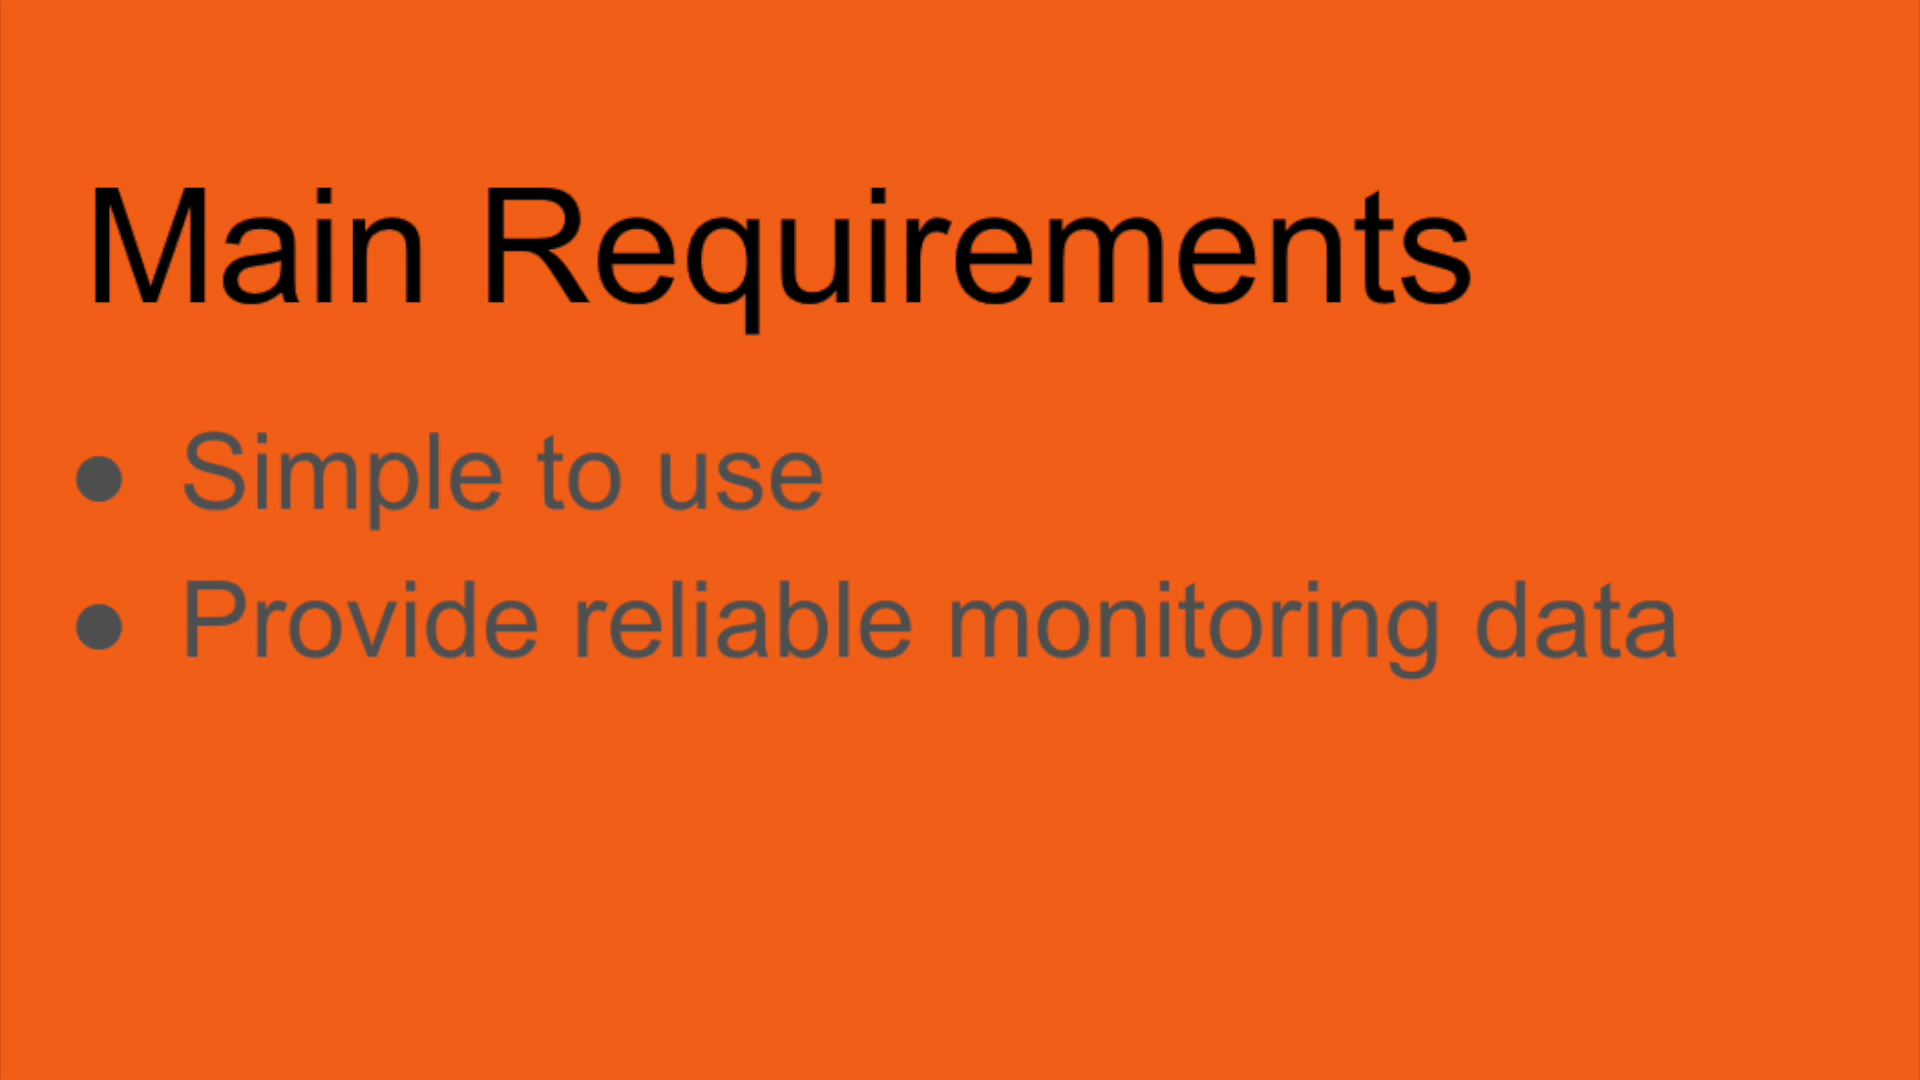 Main Requirements
● Simple to use
● Provide reliable monitoring data